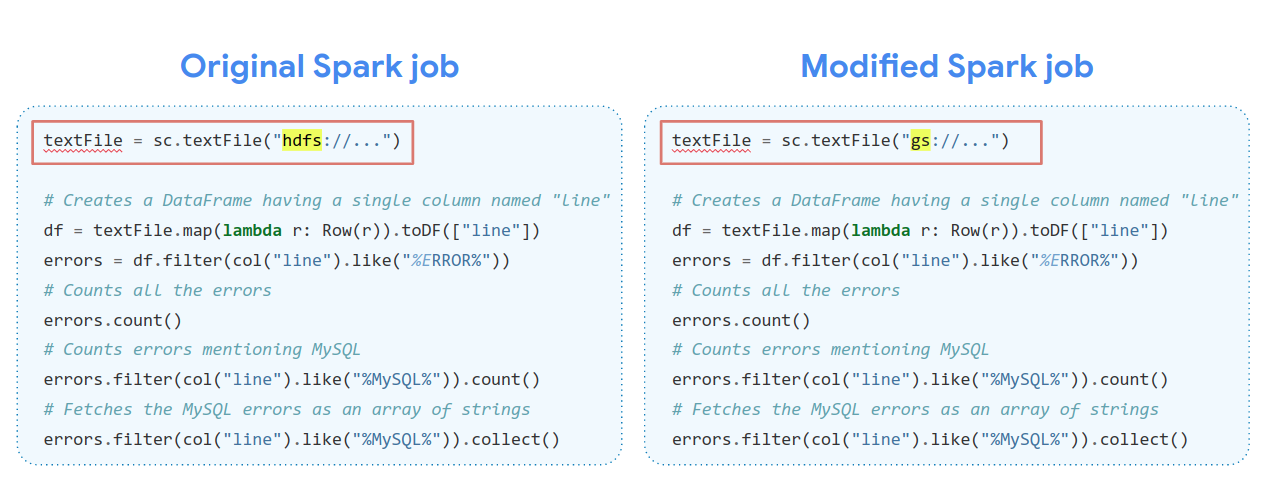 Original Spark job
textFile = sc.textFile("hdfs://...")
# Creates a DataFrame having a single column named "line"
df = textFile.map(lambda r: Row(r)).toDF(["line"])
errors = df.filter(col("line").like("%ERROR%"))
# Counts all the errors
errors.count()
# Counts errors mentioning MySQL
errors.filter(col("line").like("%MySQL%")).count()
# Fetches the MySQL errors as an array of strings
errors.filter(col("line").like("%MySQL%")).collect()
Modified Spark job
textFile = sc.textFile("gs://...")
# Creates a DataFrame having a single column named "line"
df = textFile.map(lambda r: Row(r)).toDF(["line"])
errors = df.filter(col("line").like("%ERROR%"))
# Counts all the errors
errors.count()
# Counts errors mentioning MySQL
errors.filter(col("line").like("%MySQL%")).count()
# Fetches the MySQL errors as an array of strings
errors.filter(col("line").like("%MySQL%")).collect()